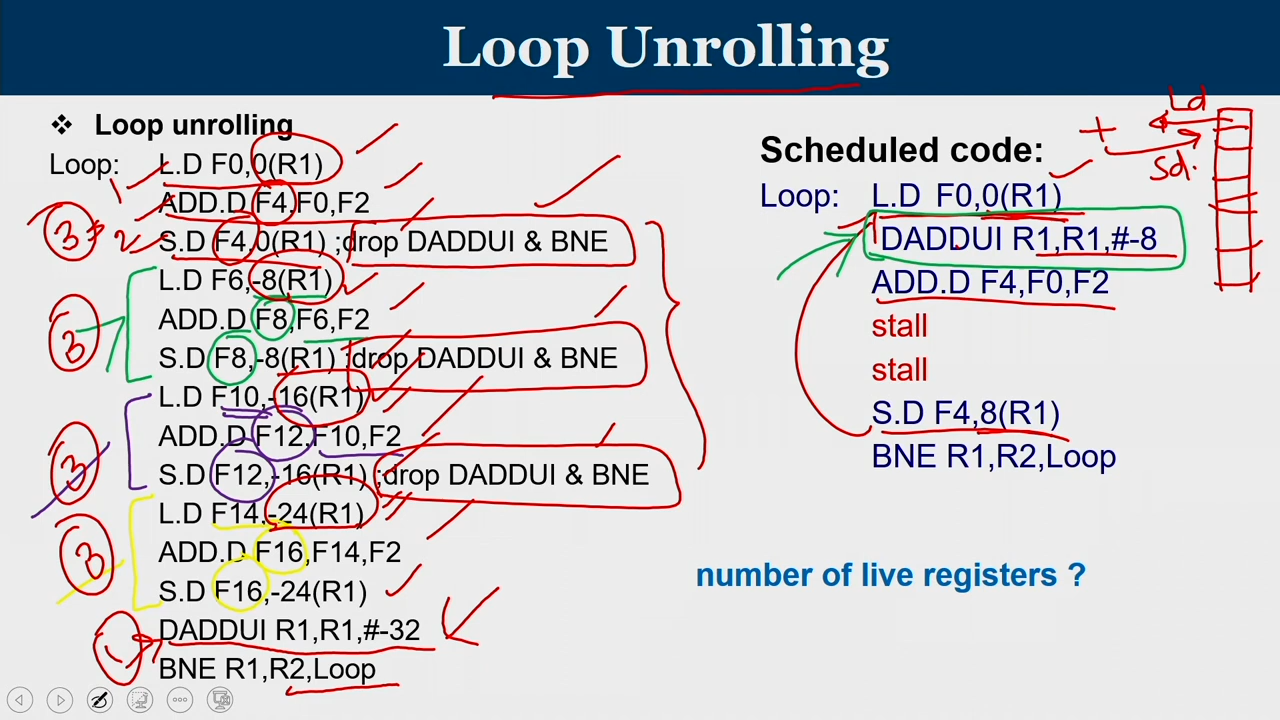 Loop Unrolling
❖ Loop unrolling
Loop: L.D F0,0(R1)
ADD.D F4,F0,F2
S.D F4,0(R1) ;drop DADDUI & BNE
L.D F6,-8(R1)
ADD.D F8,F6,F2
S.D F8,-8(R1) ;drop DADDUI & BNE
L.D F10,-16(R1)
ADD.D F12,F10,F2
S.D F12,-16(R1) ;drop DADDUI & BNE
L.D F14,-24(R1)
ADD.D F16,F14,F2
S.D F16,-24(R1)
DADDUI R1,R1,#-32
BNE R1,R2,Loop
1
2
3
3
3
3
Scheduled code:
Loop: L.D F0,0(R1)
DADDUI R1,R1,#-8
ADD.D F4,F0,F2
stall
stall
S.D F4,8(R1)
BNE R1,R2,Loop
number of live registers ?
Ld
+
Sd.